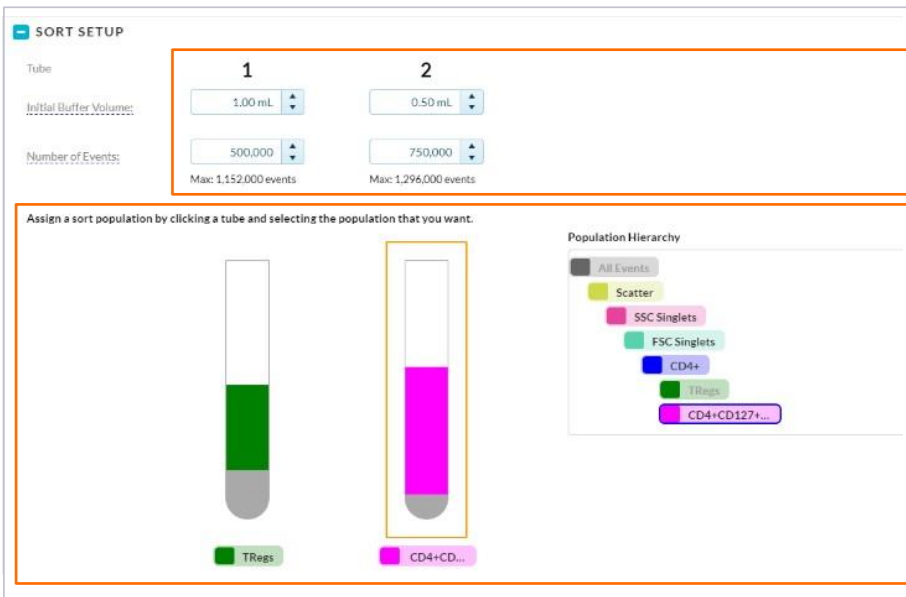 SORT SETUP
Tube 1 2
Initial Buffer Volume: 1.00 mL 0.50 mL
Number of Events: 500,000 750,000
Max: 1,152,000 events Max: 1,296,000 events
Assign a sort population by clicking a tube and selecting the population that you want.
Population Hierarchy
All Events
Scatter
SSC Singlets
FSC Singlets
CD4+
TRegs
CD4+CD127+...
TRegs CD4+CD...